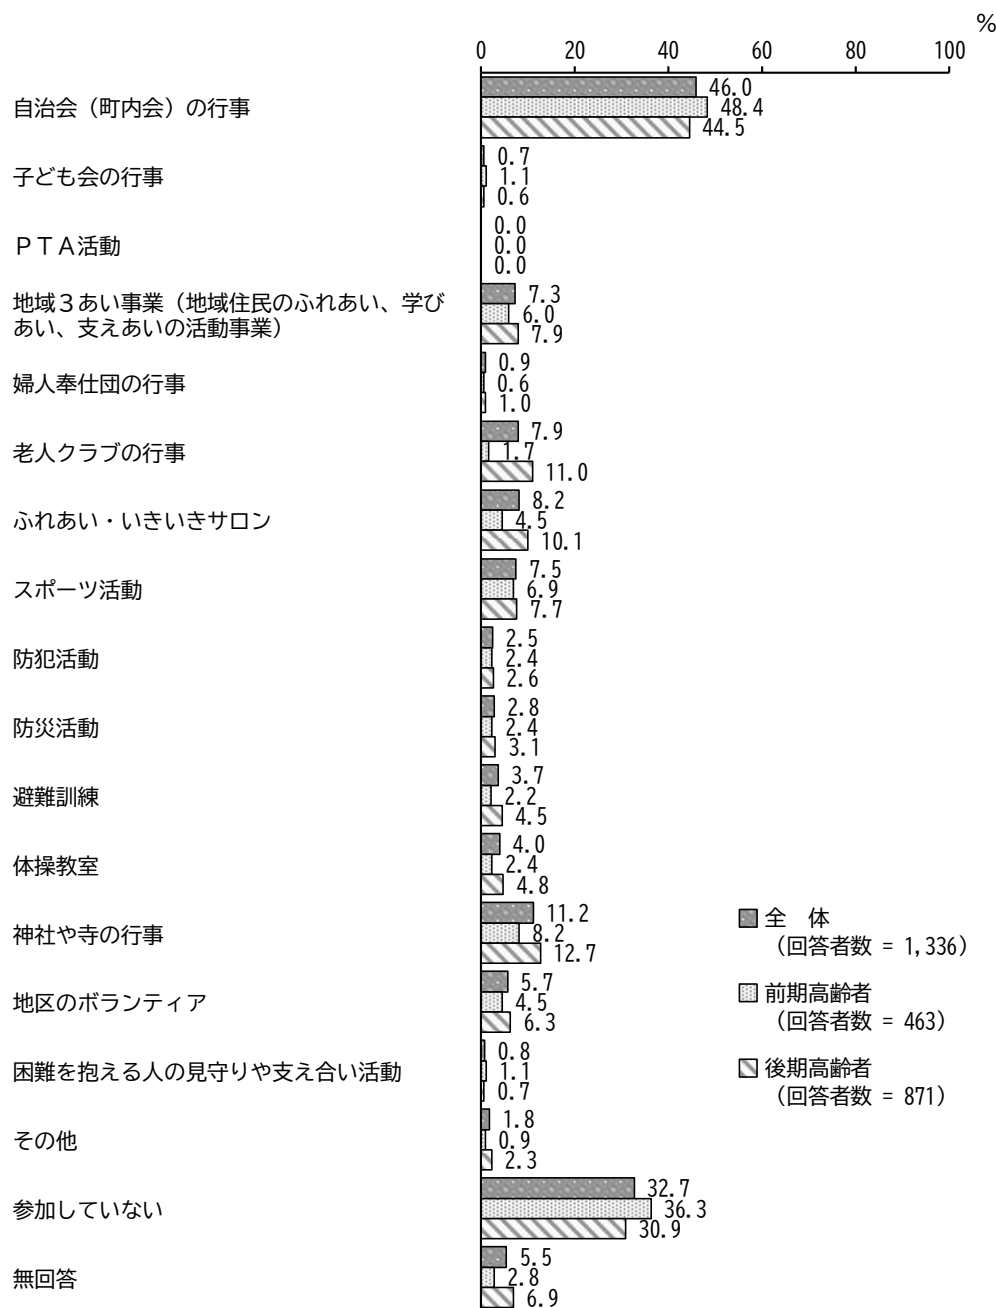 %
0 20 40 60 80 100
自治会（町内会）の行事
46.0
48.4
44.5
子ども会の行事
0.7
1.1
0.6
ＰＴＡ活動
0.0
0.0
0.0
地域３あい事業（地域住民のふれあい、学び
あい、支えあいの活動事業）
7.3
6.0
7.9
婦人奉仕団の行事
0.9
0.6
1.0
老人クラブの行事
7.9
1.7
11.0
ふれあい・いきいきサロン
8.2
4.5
10.1
スポーツ活動
7.5
6.9
7.7
防犯活動
2.5
2.4
2.6
防災活動
2.8
2.4
3.1
避難訓練
3.7
2.2
4.5
体操教室
4.0
2.4
4.8
神社や寺の行事
11.2
8.2
12.7
地区のボランティア
5.7
4.5
6.3
困難を抱える人の見守りや支え合い活動
0.8
1.1
0.7
その他
1.8
0.9
2.3
参加していない
32.7
36.3
30.9
無回答
5.5
2.8
6.9
全　体
（回答者数 = 1,336）
前期高齢者
（回答者数 = 463）
後期高齢者
（回答者数 = 871）